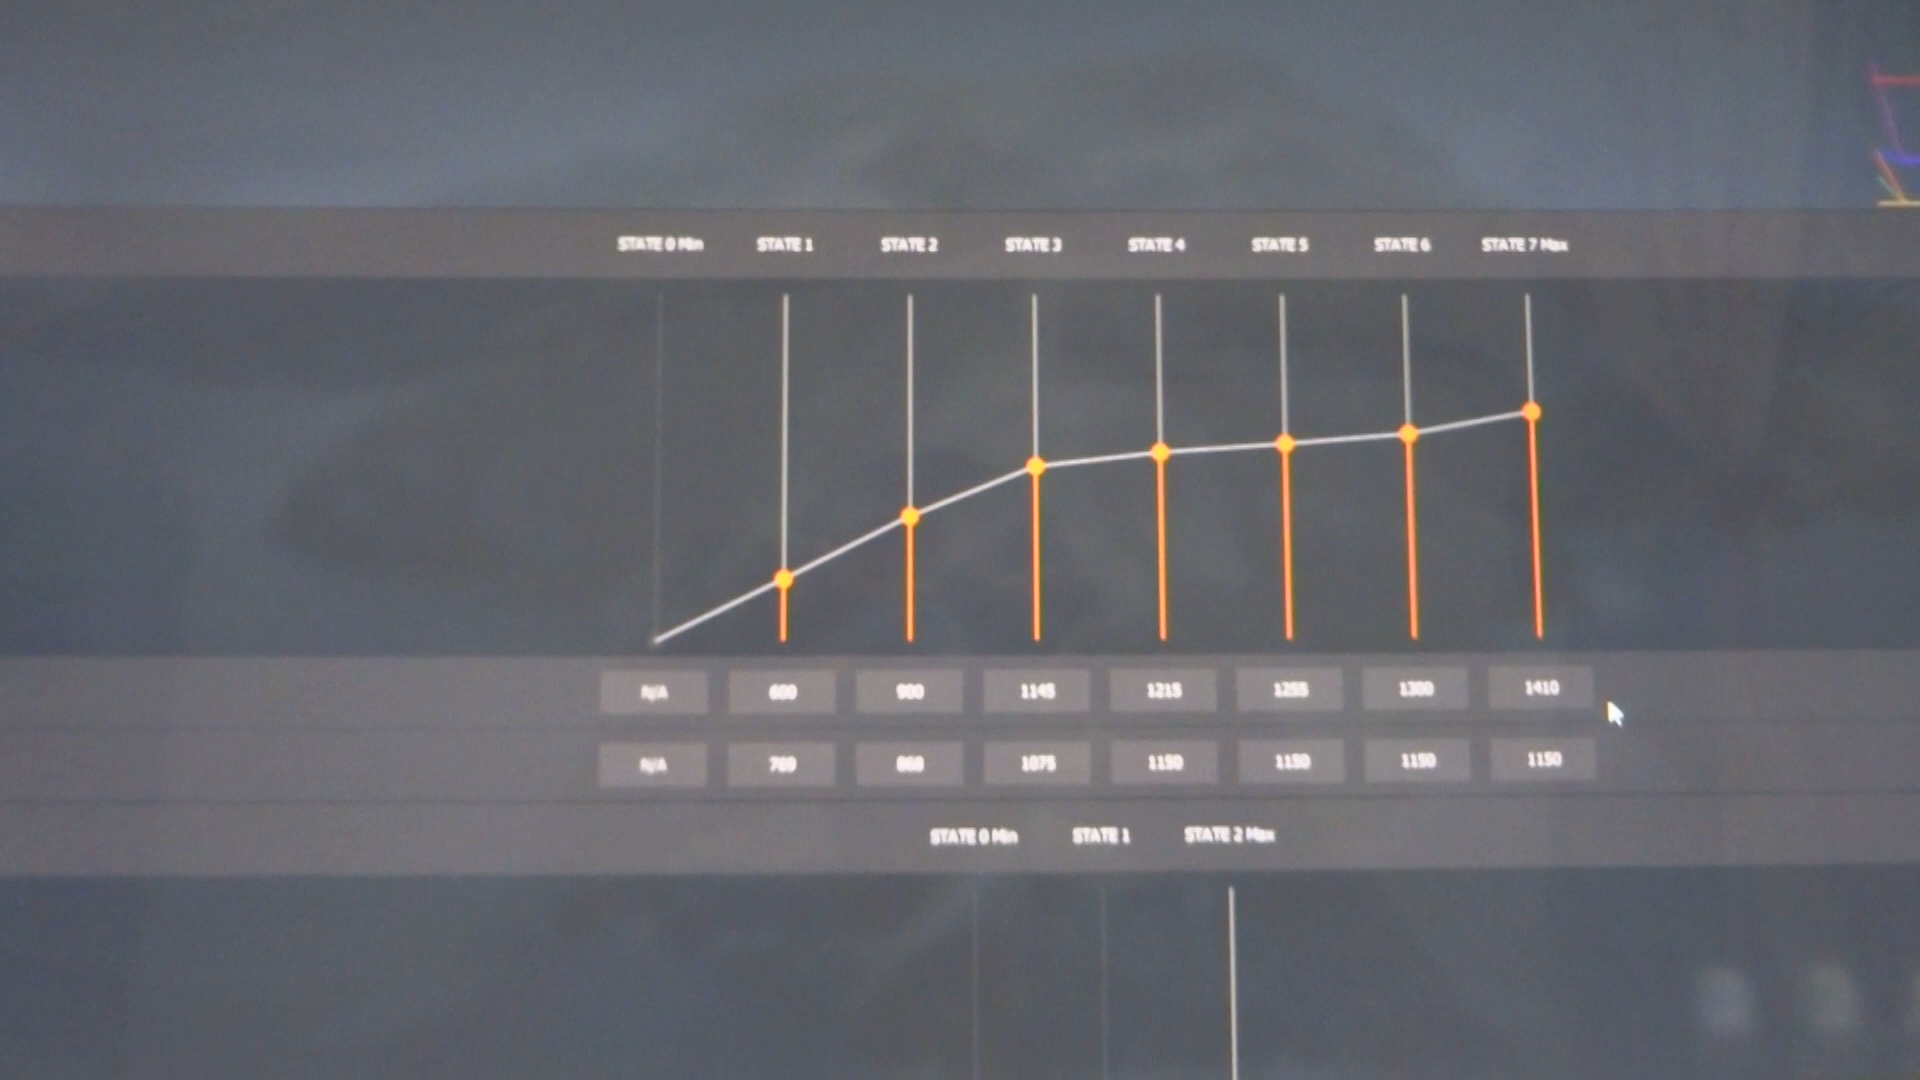 STATE 0 Min STATE 1 STATE 2 STATE 3 STATE 4 STATE 5 STATE 6 STATE 7 Max
N/A 600 900 1145 1215 1255 1300 1410
N/A 769 868 1075 1150 1150 1150 1150
STATE 0 Min STATE 1 STATE 2 Max